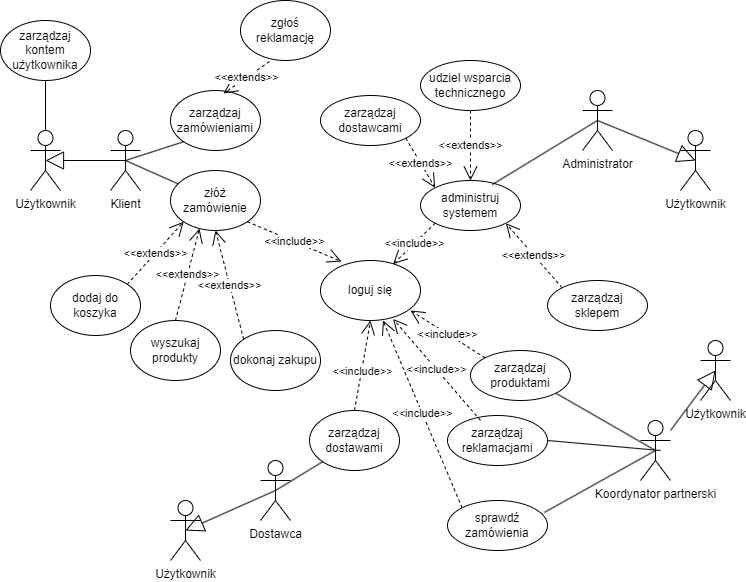 zgłoś
reklamację
zarządzaj
kontem
użytkownika
<<extends>>
udziel wsparcia
technicznego
zarządzaj
zamówieniami
zarządzaj
dostawcami
<<extends>>
<<extends>>
Administrator
Użytkownik
Klient
złóż
zamówienie
administruj
systemem
Użytkownik
<<extends>>
<<include>>
<<include>>
<<extends>>
<<extends>>
<<extends>>
loguj się
dodaj do
koszyka
zarządzaj
sklepem
wyszukaj
produkty
dokonaj zakupu
<<include>>
<<include>>
<<include>>
zarządzaj
produktami
<<include>>
Użytkownik
zarządzaj
dostawami
zarządzaj
reklamacjami
Koordynator partnerski
sprawdź
zamówienia
Dostawca
Użytkownik